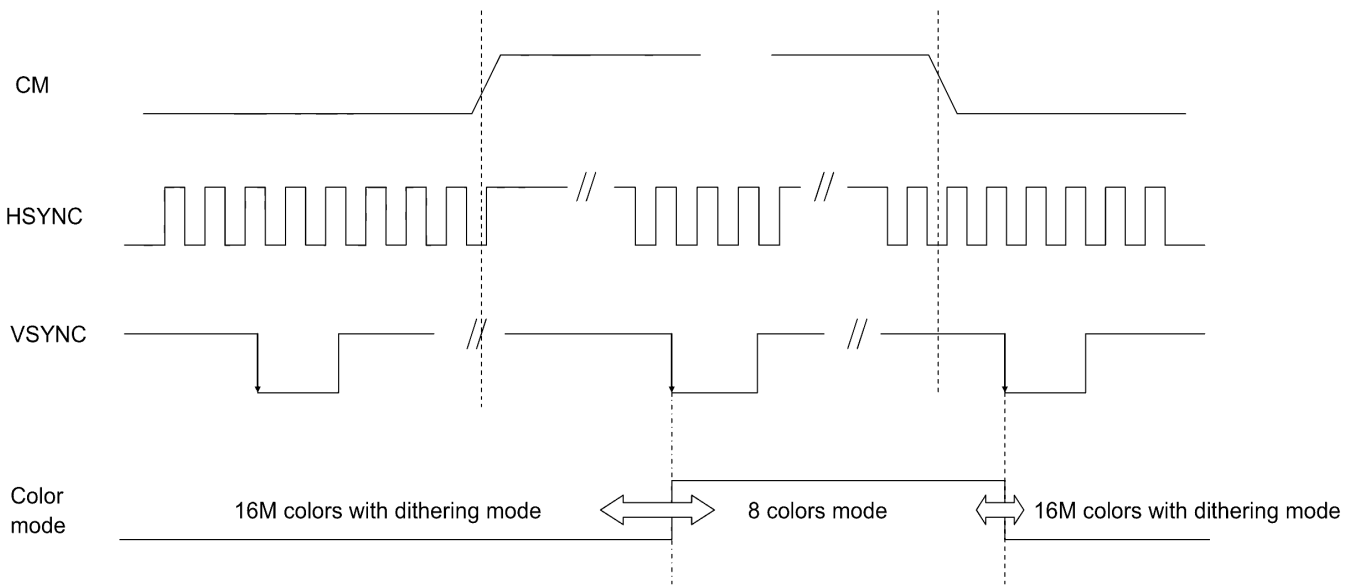 CM
HSYNC
VSYNC
Color
mode
16M colors with dithering mode
8 colors mode
16M colors with dithering mode